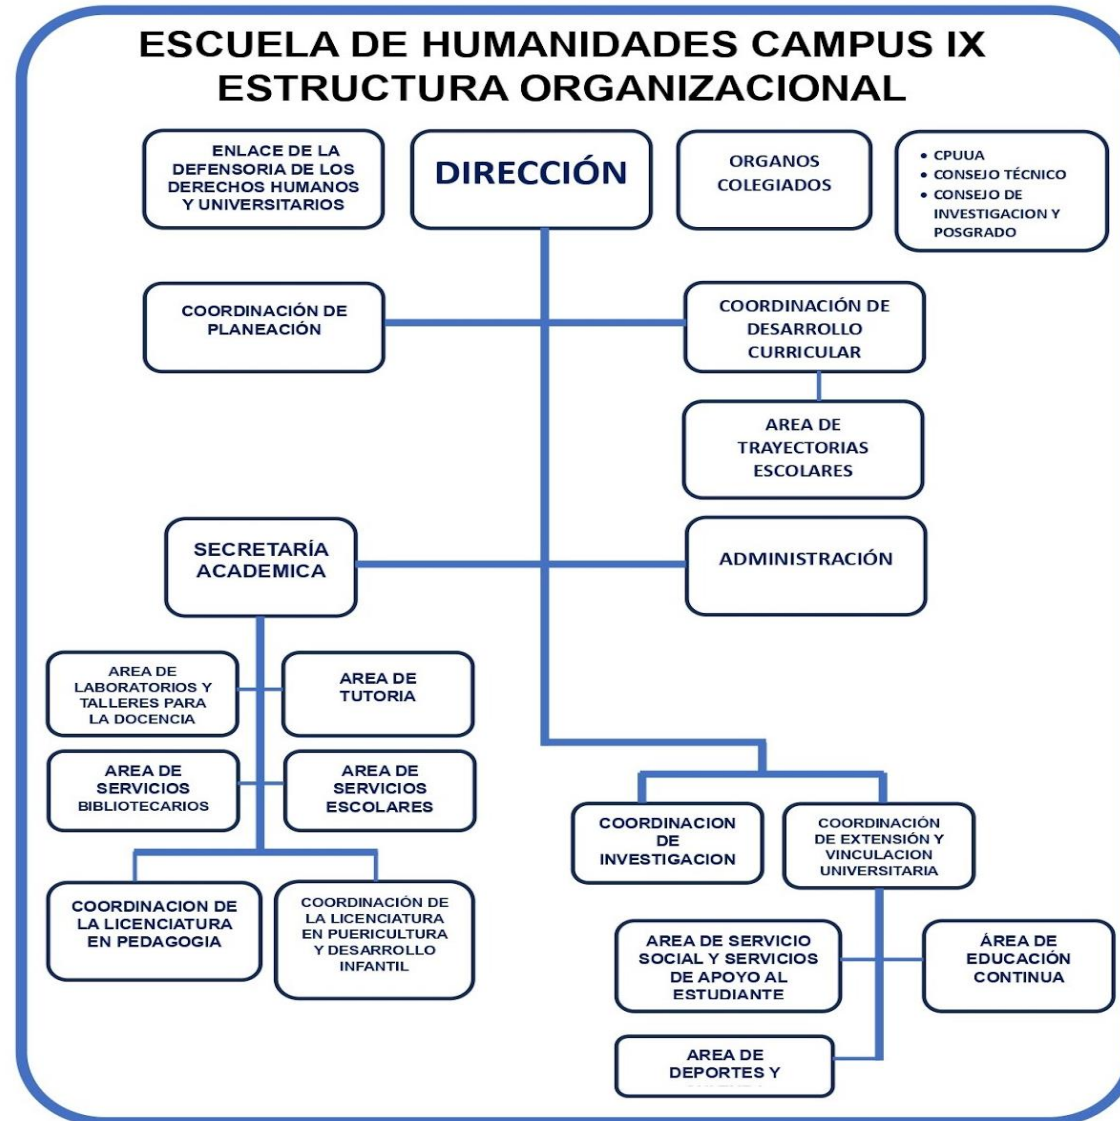 ESCUELA DE HUMANIDADES CAMPUS IX
ESTRUCTURA ORGANIZACIONAL
ENLACE DE LA
DEFENSORIA DE LOS
DERECHOS HUMANOS
Y UNIVERSITARIOS
DIRECCIÓN
ORGANOS
COLEGIADOS
• CPUUA
• CONSEJO TÉCNICO
• CONSEJO DE
INVESTIGACION Y
POSGRADO
COORDINACIÓN DE
PLANEACIÓN
COORDINACIÓN DE
DESARROLLO
CURRICULAR
AREA DE
TRAYECTORIAS
ESCOLARES
SECRETARÍA
ACADEMICA
ADMINISTRACIÓN
AREA DE
LABORATORIOS Y
TALLERES PARA
LA DOCENCIA
AREA DE
TUTORIA
AREA DE
SERVICIOS
BIBLIOTECARIOS
AREA DE
SERVICIOS
ESCOLARES
COORDINACION DE
LA LICENCIATURA
EN PEDAGOGIA
COORDINACIÓN DE
LA LICENCIATURA
EN PUERICULTURA
Y DESARROLLO
INFANTIL
COORDINACION
DE
INVESTIGACION
COORDINACIÓN
DE EXTENSIÓN Y
VINCULACION
UNIVERSITARIA
AREA DE SERVICIO
SOCIAL Y SERVICIOS
DE APOYO AL
ESTUDIANTE
ÁREA DE
EDUCACIÓN
CONTINUA
AREA DE
DEPORTES Y